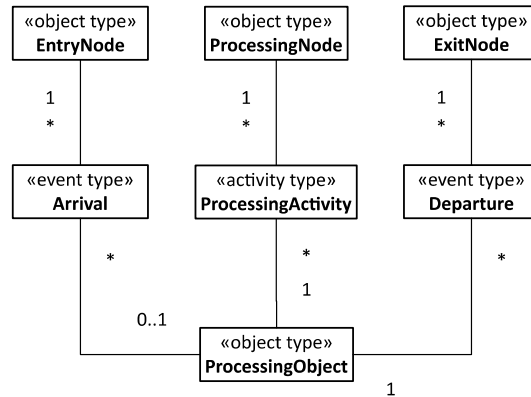 «object type»
EntryNode
«object type»
ProcessingNode
«object type»
ExitNode
1
*
1
*
1
*
«event type»
Arrival
«activity type»
ProcessingActivity
«event type»
Departure
*
*
*
1
0..1
«object type»
ProcessingObject
1